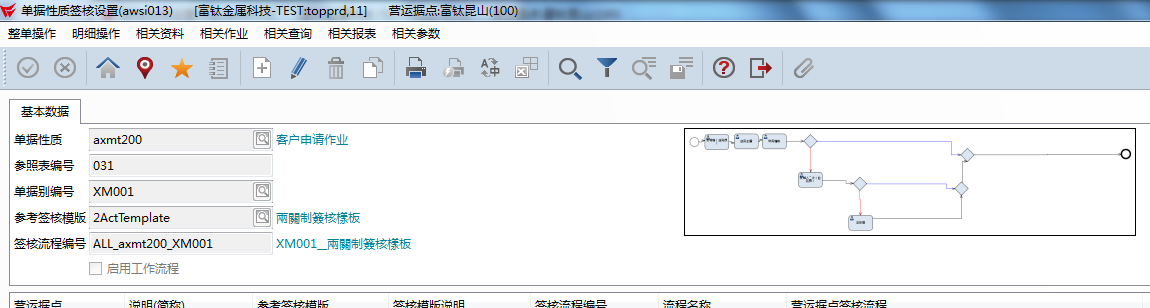 单据性质签核设置(awsi013) [富钛金属科技-TEST:topprd,11] 营运据点:富钛昆山(100)
整单操作 明细操作 相关资料 相关作业 相关查询 相关报表 相关参数
基本数据
单据性质 axmt200 客户申请作业
参照表编号 031
单据别编号 XM001
参考签核模版 2ActTemplate 兩關制簽核樣板
签核流程编号 ALL_axmt200_XM001 XM001__兩關制簽核樣板
启用工作流程
营运据点 说明(简称) 参考签核模版 签核模版说明 签核流程编号 流程名称 营运据点签核流程